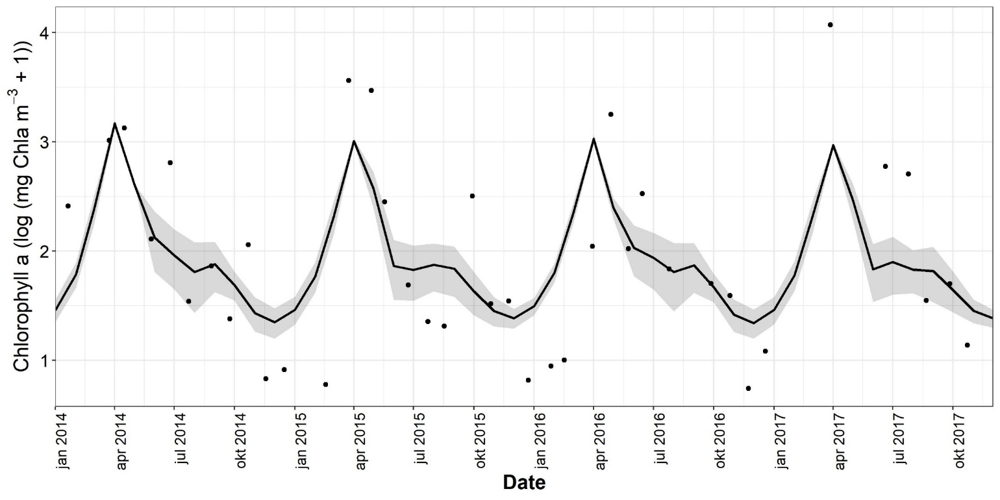 Chlorophyll a (log (mg Chla m⁻³ + 1))
4
3
2
1
jan 2014
apr 2014
jul 2014
okt 2014
jan 2015
apr 2015
jul 2015
okt 2015
jan 2016
apr 2016
jul 2016
okt 2016
jan 2017
apr 2017
jul 2017
okt 2017
Date